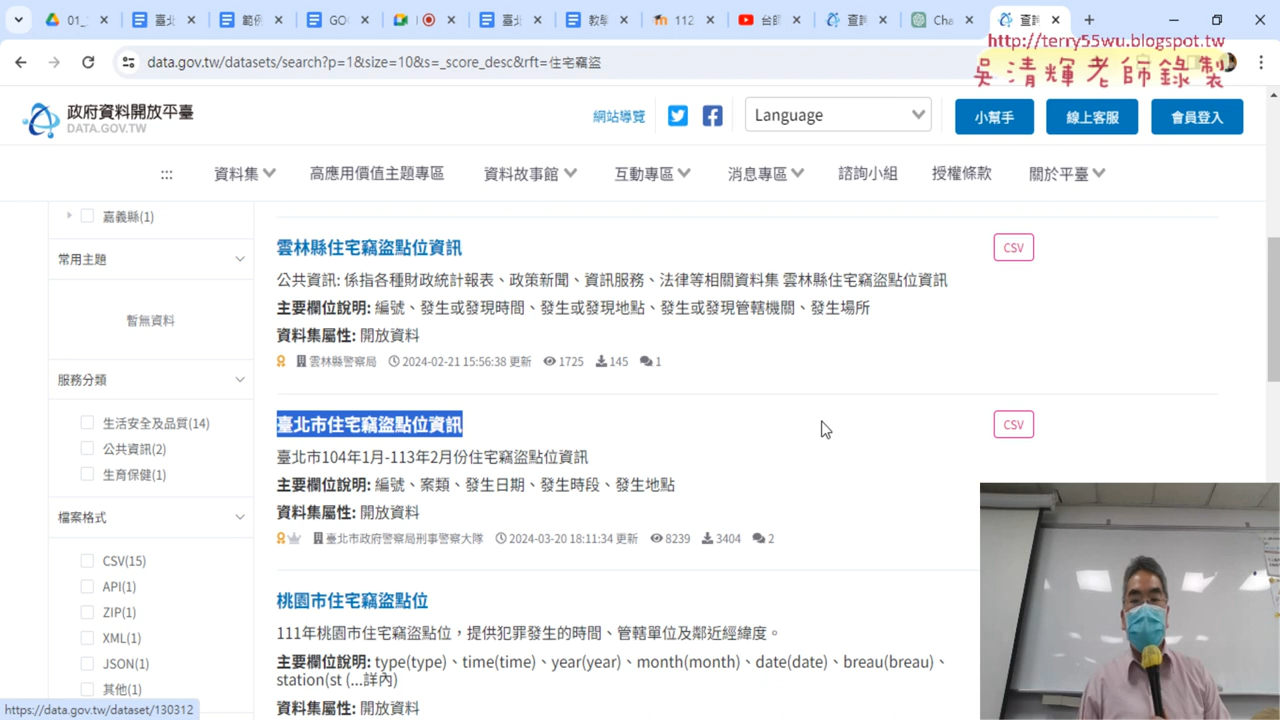 01_
臺北
範例
GO
臺北
教學
112
台師
查詢
Cha
查詢
http://terry55wu.blogspot.tw
吳清輝老師錄製
data.gov.tw/datasets/search?p=1&size=10&s=_score_desc&rft=住宅竊盜
政府資料開放平臺
DATA.GOV.TW
網站導覽
Language
小幫手
線上客服
會員登入
:::
資料集
高應用價值主題專區
資料故事館
互動專區
消息專區
諮詢小組
授權條款
關於平臺
嘉義縣(1)
常用主題
暫無資料
服務分類
生活安全及品質(14)
公共資訊(2)
生育保健(1)
檔案格式
CSV(15)
API(1)
ZIP(1)
XML(1)
JSON(1)
其他(1)
雲林縣住宅竊盜點位資訊
CSV
公共資訊: 係指各種財政統計報表、政策新聞、資訊服務、法律等相關資料集 雲林縣住宅竊盜點位資訊
主要欄位說明: 編號、發生或發現時間、發生或發現地點、發生或發現管轄機關、發生場所
資料集屬性: 開放資料
雲林縣警察局 2024-02-21 15:56:38 更新 1725 145 1
臺北市住宅竊盜點位資訊
CSV
臺北市104年1月-113年2月份住宅竊盜點位資訊
主要欄位說明: 編號、案類、發生日期、發生時段、發生地點
資料集屬性: 開放資料
臺北市政府警察局刑事警察大隊 2024-03-20 18:11:34 更新 8239 3404 2
桃園市住宅竊盜點位
111年桃園市住宅竊盜點位，提供犯罪發生的時間、管轄單位及鄰近經緯度。
主要欄位說明: type(type)、time(time)、year(year)、month(month)、date(date)、breau(breau)、
station(st (...詳內)
資料集屬性: 開放資料
https://data.gov.tw/dataset/130312